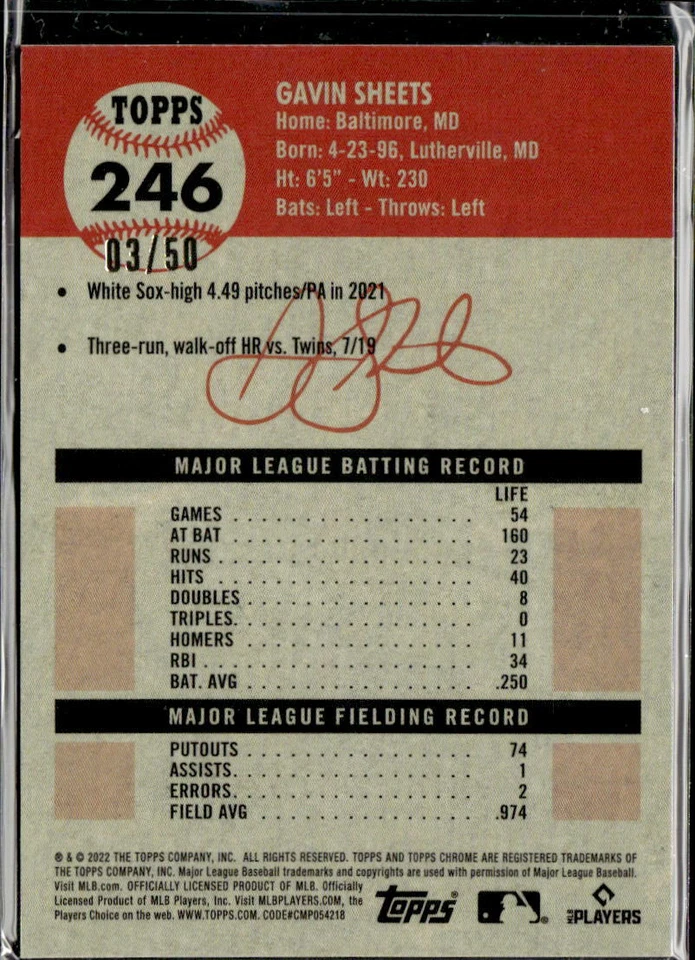 TOPPS
246
03/50
GAVIN SHEETS
Home: Baltimore, MD
Born: 4-23-96, Lutherville, MD
Ht: 6'5" - Wt: 230
Bats: Left - Throws: Left
• White Sox-high 4.49 pitches/PA in 2021
• Three-run, walk-off HR vs. Twins, 7/19
MAJOR LEAGUE BATTING RECORD
LIFE
GAMES . . . . . . . . . . . . . . . . . 54
AT BAT . . . . . . . . . . . . . . . . . 160
RUNS . . . . . . . . . . . . . . . . . . 23
HITS . . . . . . . . . . . . . . . . . . 40
DOUBLES . . . . . . . . . . . . . . . . 8
TRIPLES. . . . . . . . . . . . . . . . . 0
HOMERS . . . . . . . . . . . . . . . . 11
RBI . . . . . . . . . . . . . . . . . . . 34
BAT. AVG . . . . . . . . . . . . . . . . .250
MAJOR LEAGUE FIELDING RECORD
PUTOUTS . . . . . . . . . . . . . . . . 74
ASSISTS. . . . . . . . . . . . . . . . . 1
ERRORS. . . . . . . . . . . . . . . . . 2
FIELD AVG . . . . . . . . . . . . . . . .974
® & © 2022 THE TOPPS COMPANY, INC. ALL RIGHTS RESERVED. TOPPS AND TOPPS CHROME ARE REGISTERED TRADEMARKS OF
THE TOPPS COMPANY, INC. Major League Baseball trademarks and copyrights are used with permission of Major League Baseball.
Visit MLB.com. OFFICIALLY LICENSED PRODUCT OF MLB. Officially
Licensed Product of MLB Players, Inc. Visit MLBPLAYERS.COM, the
Players Choice on the web. WWW.TOPPS.COM. CODE#CMP054218
Topps®
MLB PLAYERS